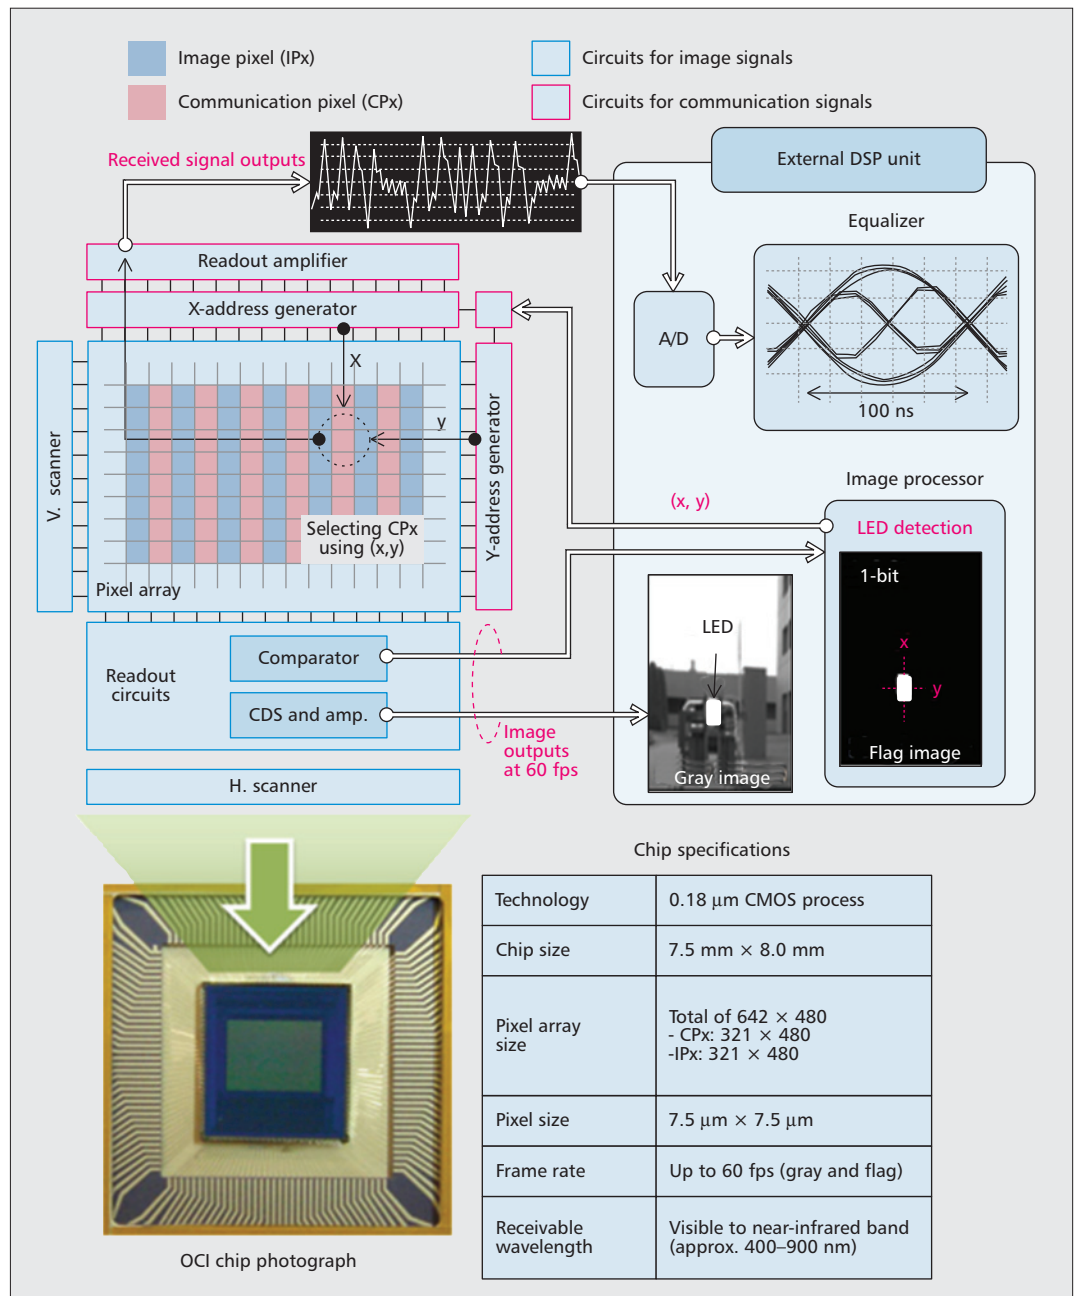 Image pixel (IPx)
Circuits for image signals
Communication pixel (CPx)
Circuits for communication signals
Received signal outputs
External DSP unit
Equalizer
Readout amplifier
X-address generator
A/D
X
y
100 ns
V. scanner
Y-address generator
Selecting CPx
using (x,y)
Pixel array
(x, y)
Image processor
LED detection
1-bit
x
y
Flag image
LED
Gray image
Readout
circuits
Comparator
CDS and amp.
Image
outputs
at 60 fps
H. scanner
Chip specifications
Technology
0.18 μm CMOS process
Chip size
7.5 mm × 8.0 mm
Pixel array
size
Total of 642 × 480
- CPx: 321 × 480
-IPx: 321 × 480
Pixel size
7.5 μm × 7.5 μm
Frame rate
Up to 60 fps (gray and flag)
Receivable
wavelength
Visible to near-infrared band
(approx. 400–900 nm)
OCI chip photograph